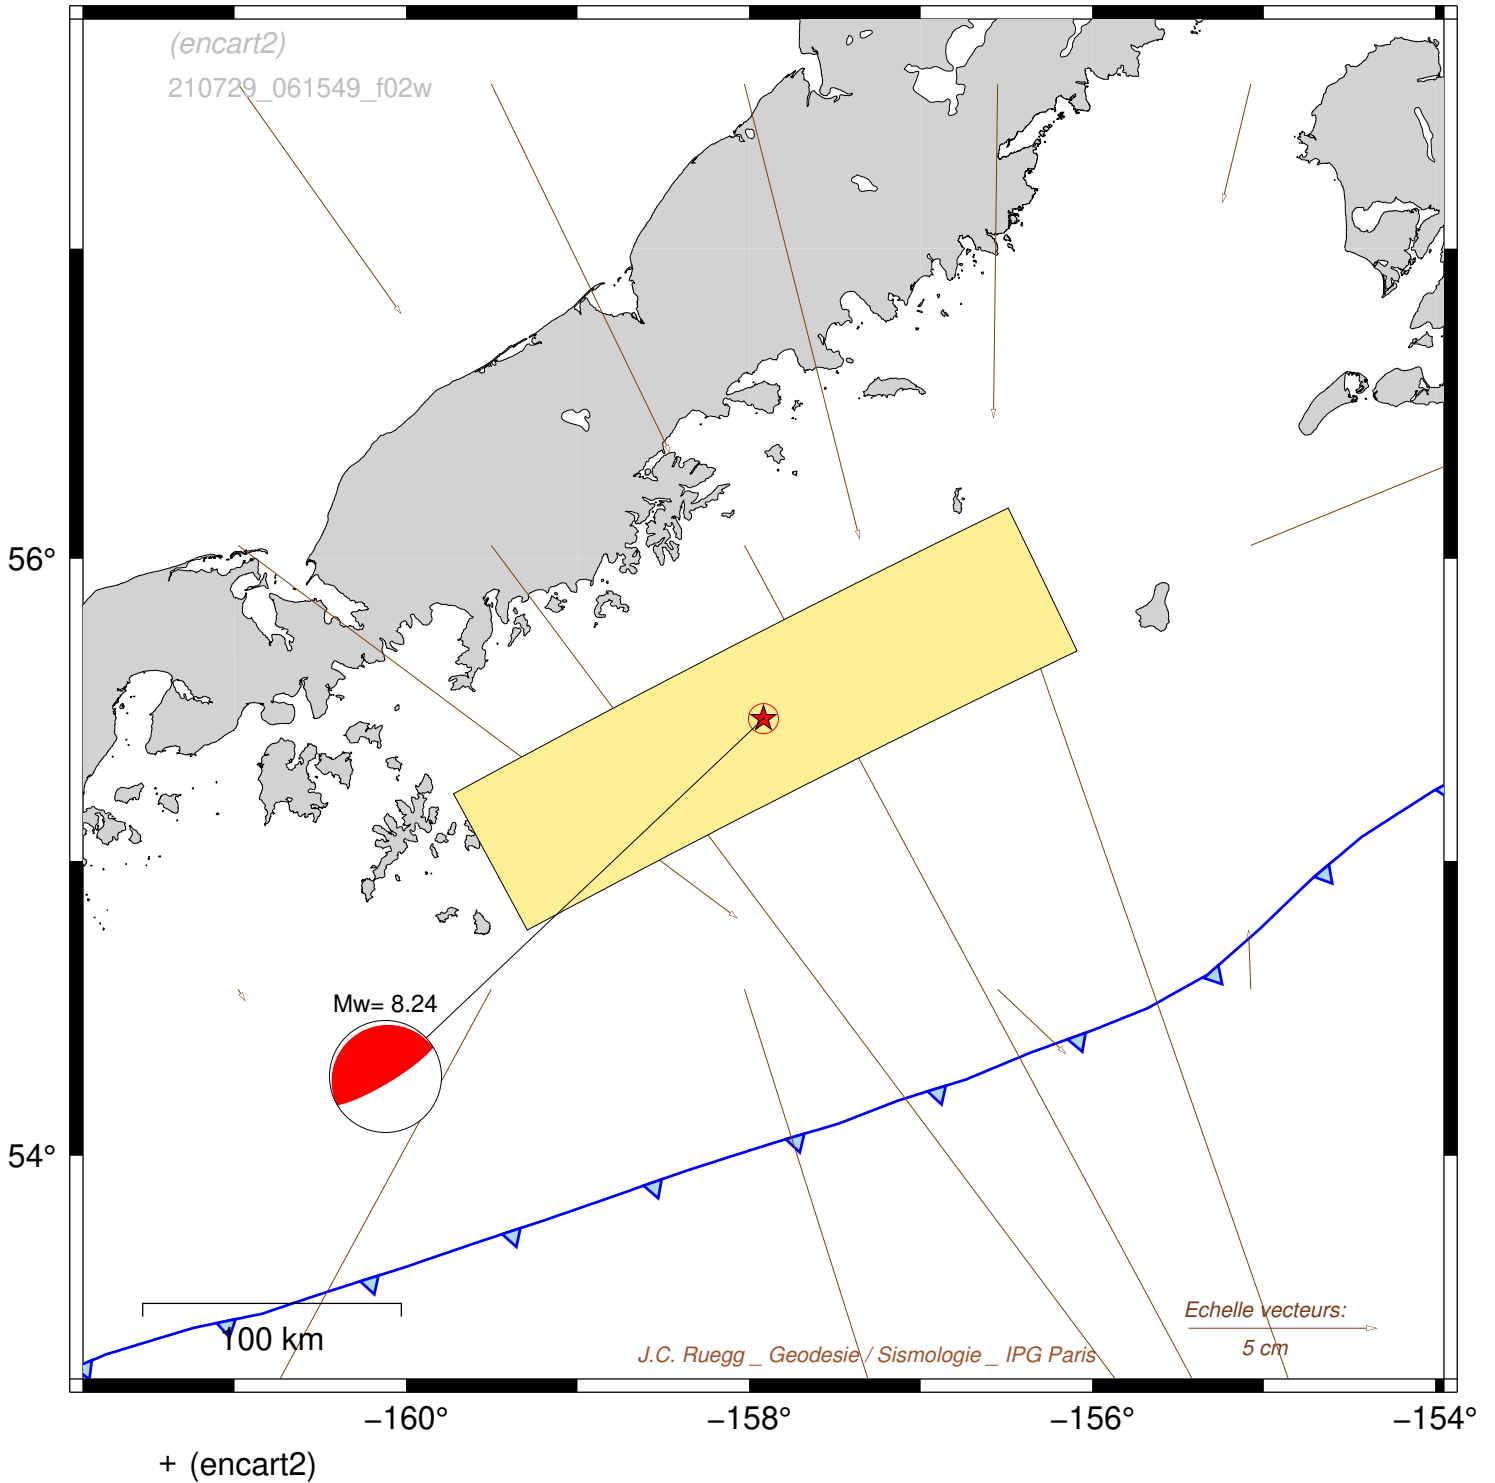 (encart2)
210729_061549_f02w
56°
Mw= 8.24
54°
100 km
Echelle vecteurs:
5 cm
J.C. Ruegg _ Geodesie / Sismologie _ IPG Paris
−160°
−158°
−156°
−154°
+ (encart2)